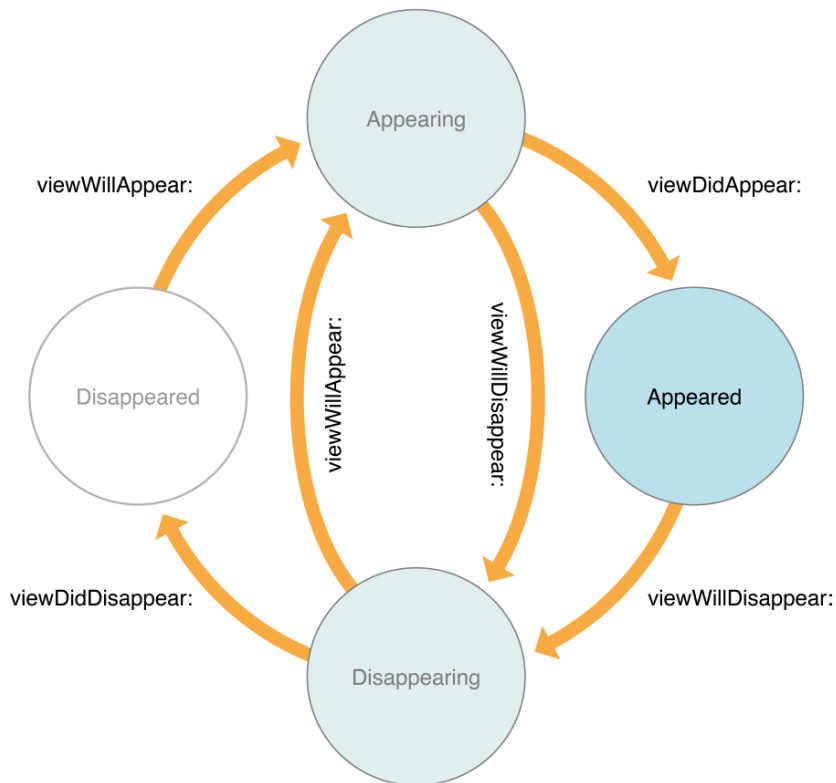 Appearing
viewWillAppear:
viewDidAppear:
viewWillAppear:
viewWillDisappear:
Disappeared
Appeared
viewDidDisappear:
viewWillDisappear:
Disappearing